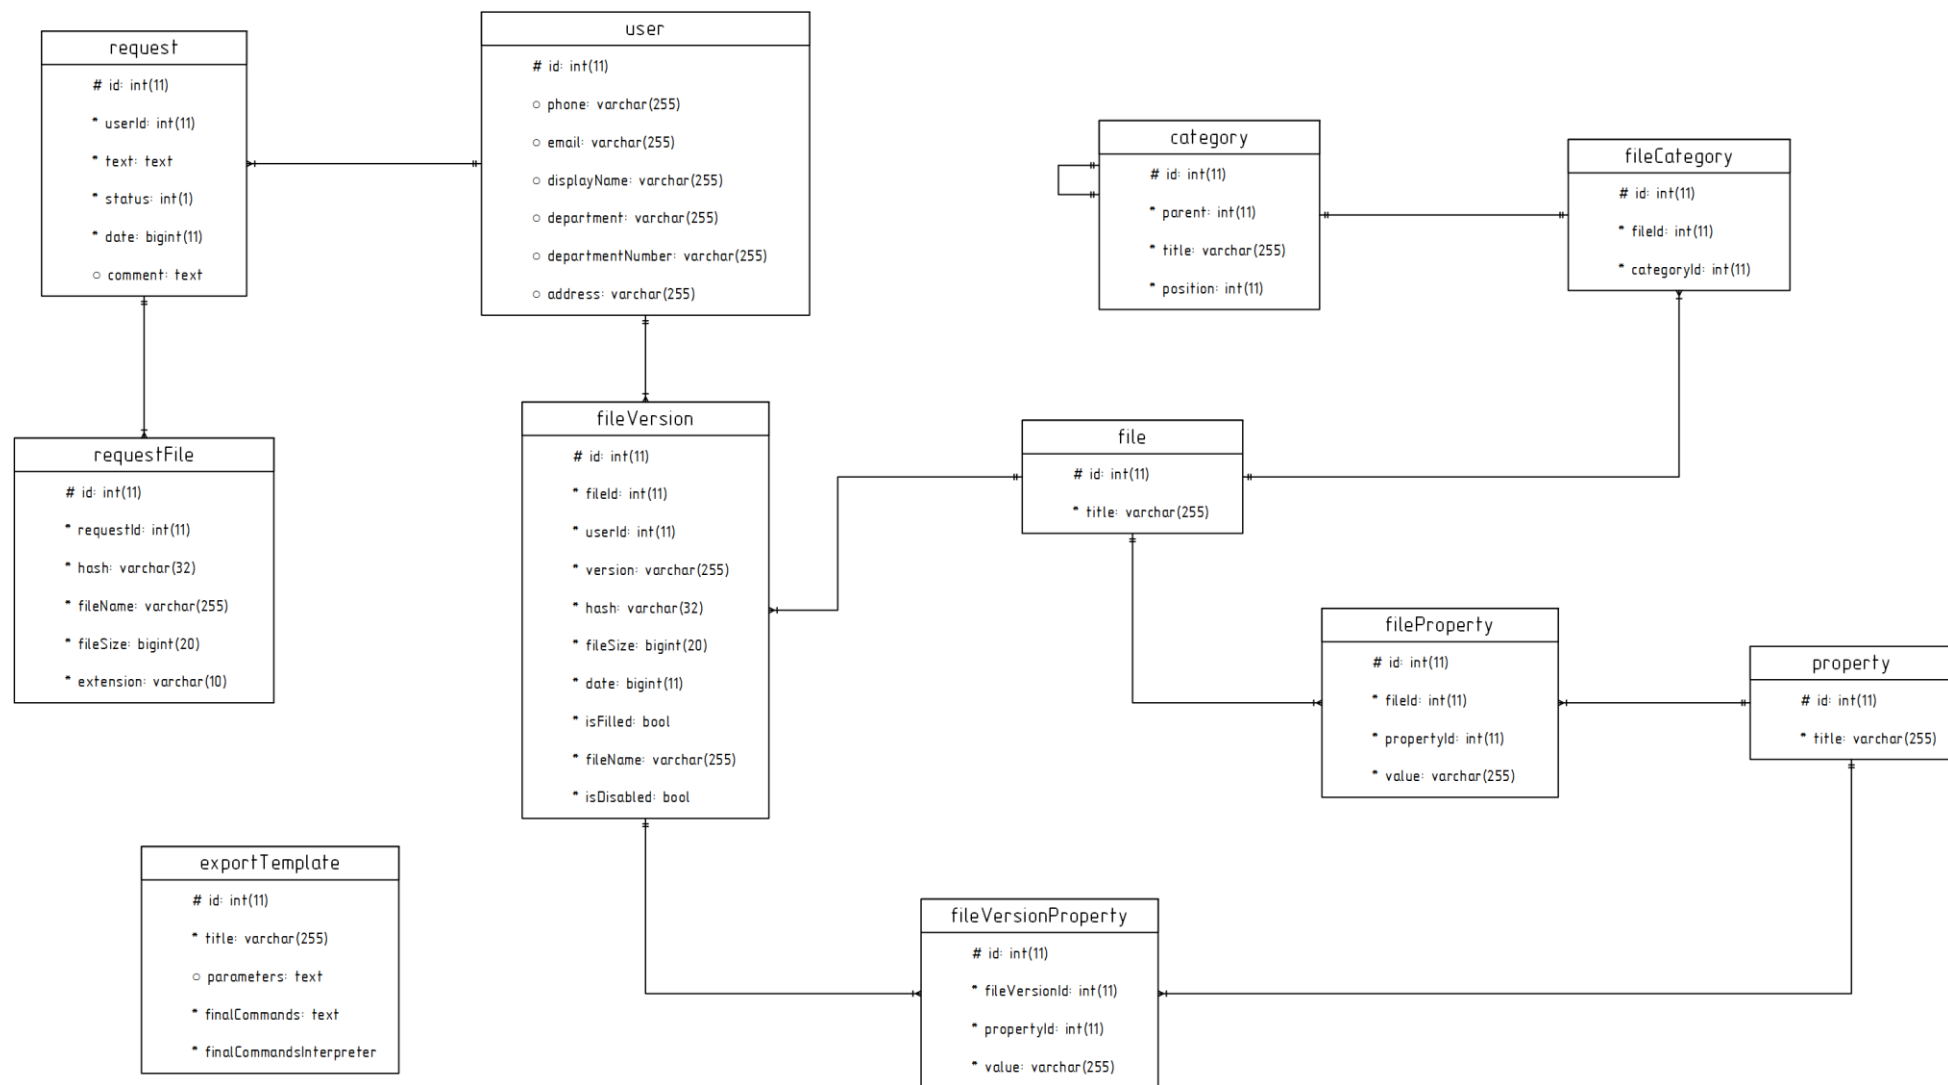 request
# id: int(11)
* userId: int(11)
* text: text
* status: int(1)
* date: bigint(11)
○ comment: text
user
# id: int(11)
○ phone: varchar(255)
○ email: varchar(255)
○ displayName: varchar(255)
○ department: varchar(255)
○ departmentNumber: varchar(255)
○ address: varchar(255)
category
# id: int(11)
* parent: int(11)
* title: varchar(255)
* position: int(11)
fileCategory
# id: int(11)
* fileId: int(11)
* categoryId: int(11)
requestFile
# id: int(11)
* requestId: int(11)
* hash: varchar(32)
* fileName: varchar(255)
* fileSize: bigint(20)
* extension: varchar(10)
fileVersion
# id: int(11)
* fileId: int(11)
* userId: int(11)
* version: varchar(255)
* hash: varchar(32)
* fileSize: bigint(20)
* date: bigint(11)
* isFilled: bool
* fileName: varchar(255)
* isDisabled: bool
file
# id: int(11)
* title: varchar(255)
fileProperty
# id: int(11)
* fileId: int(11)
* propertyId: int(11)
* value: varchar(255)
property
# id: int(11)
* title: varchar(255)
exportTemplate
# id: int(11)
* title: varchar(255)
○ parameters: text
* finalCommands: text
* finalCommandsInterpreter
fileVersionProperty
# id: int(11)
* fileVersionId: int(11)
* propertyId: int(11)
* value: varchar(255)